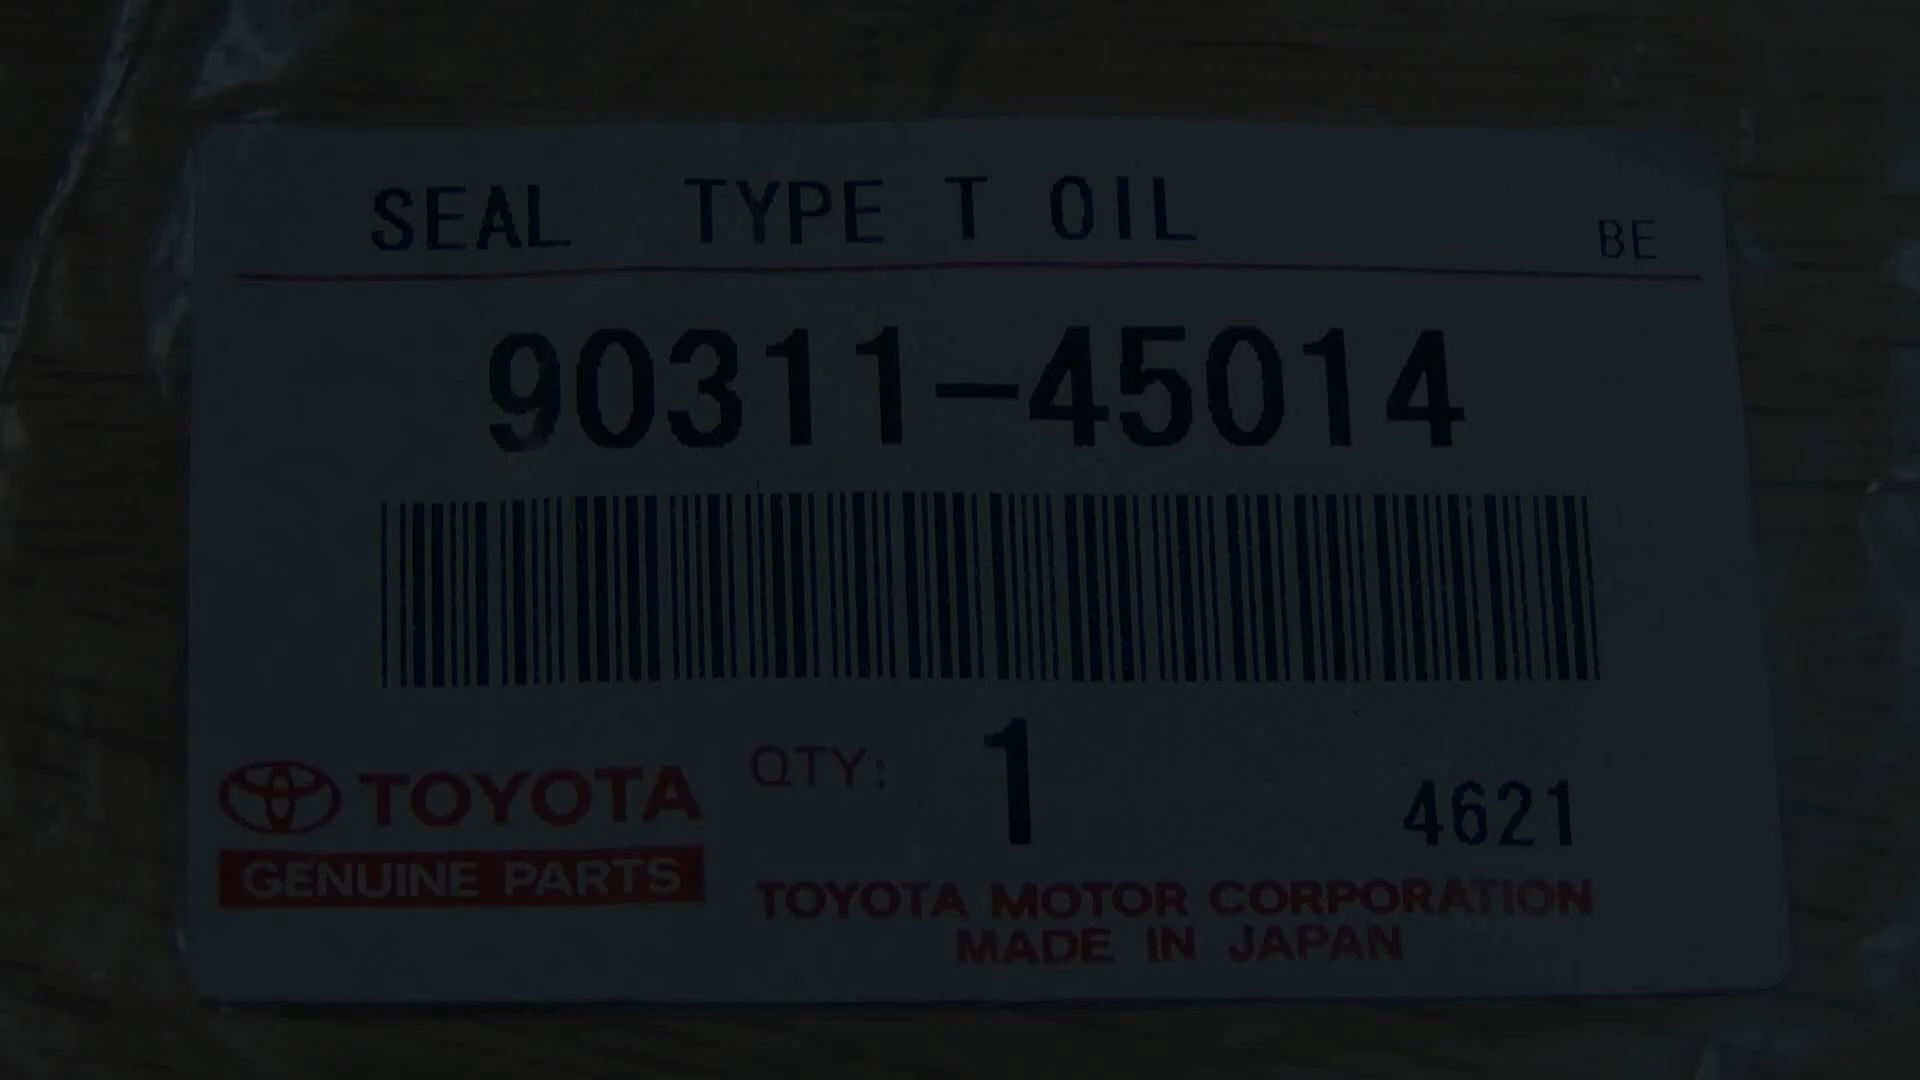 SEAL TYPE T OIL
BE
90311-45014
QTY: 1
4621
TOYOTA
GENUINE PARTS
TOYOTA MOTOR CORPORATION
MADE IN JAPAN